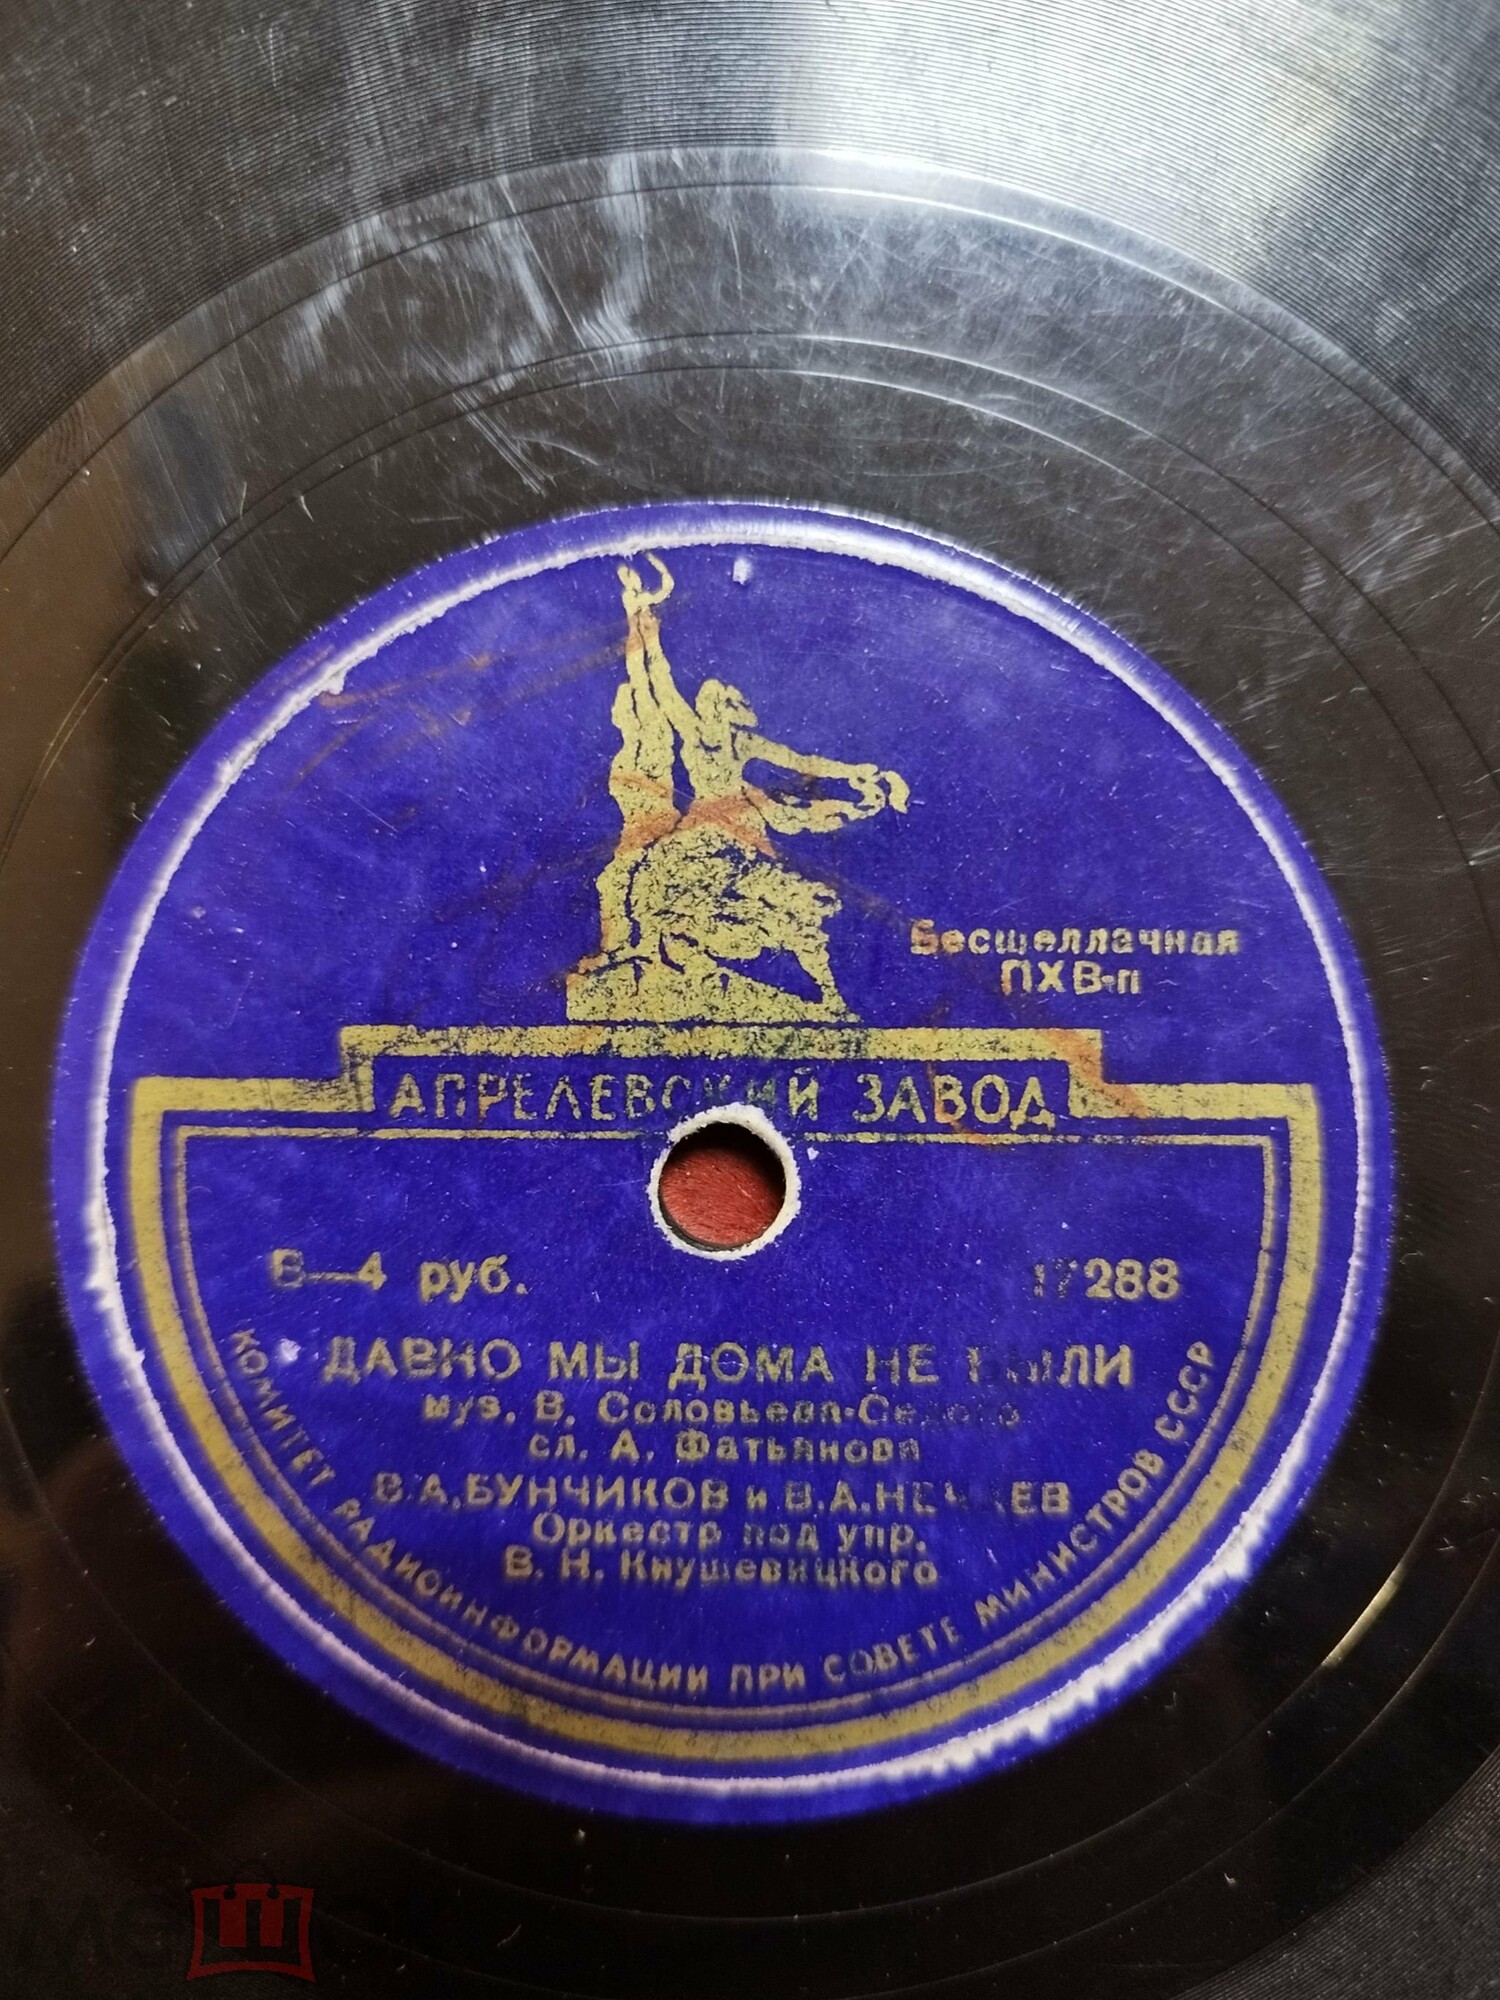 Бесшеллачная
ПХВ-п
АПРЕЛЕВСКИЙ ЗАВОД
В—4 руб. 17288
ДАВНО МЫ ДОМА НЕ БЫЛИ
муз. В. Соловьева-Седого
сл. А. Фатьянова
В.А.БУНЧИКОВ и В.А.НЕЧАЕВ
Оркестр под упр.
В. Н. Кнушевицкого
КОМИТЕТ РАДИОИНФОРМАЦИИ ПРИ СОВЕТЕ МИНИСТРОВ СССР
мешок